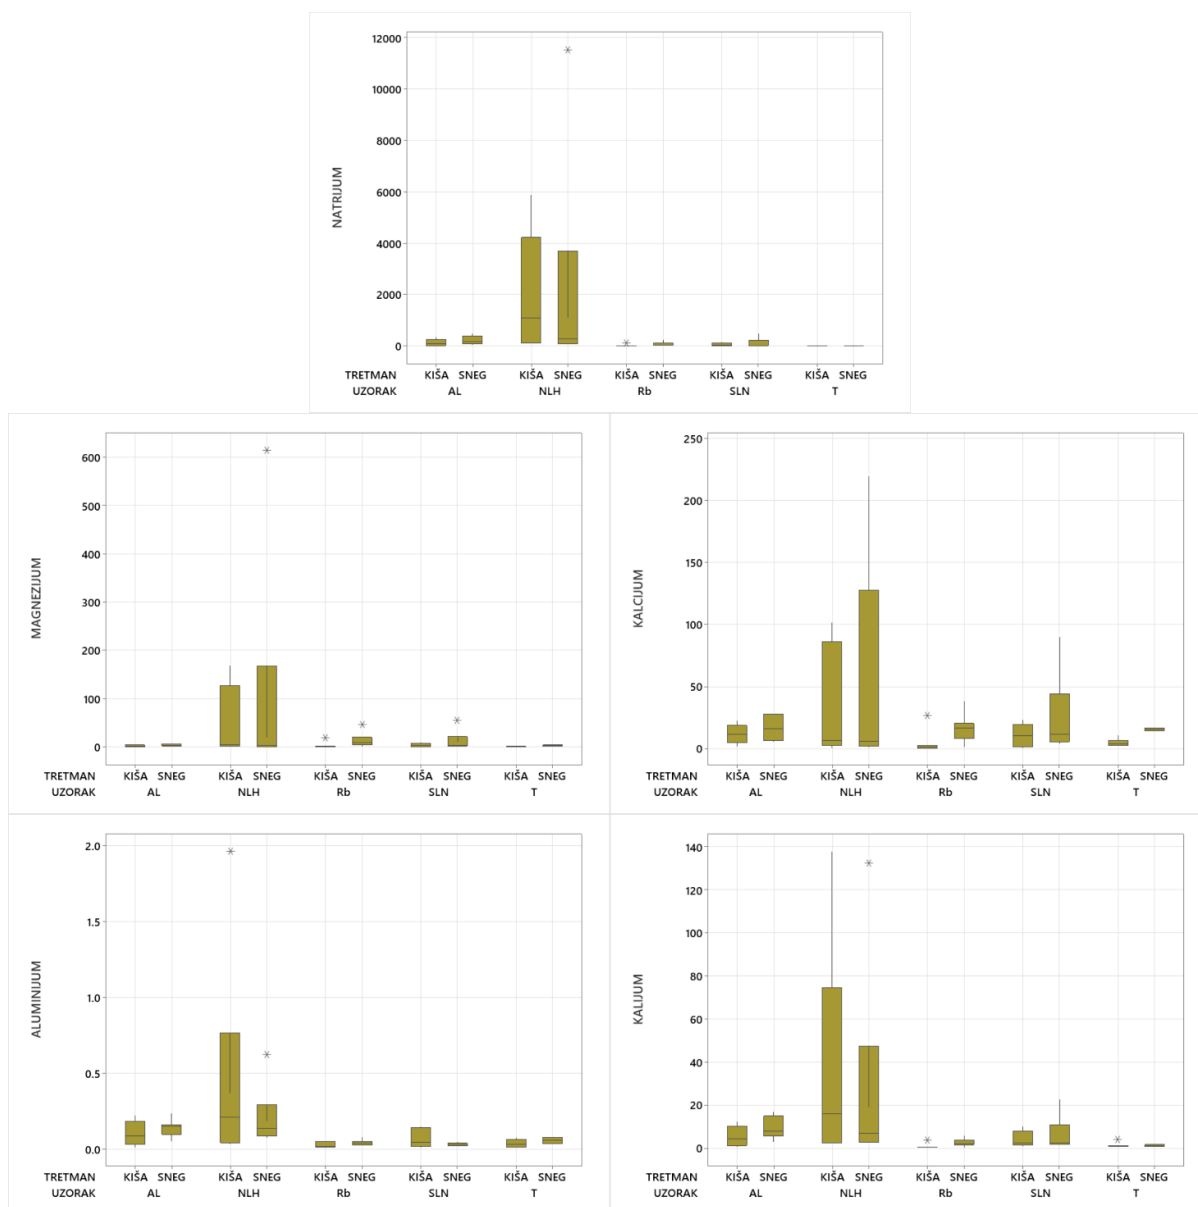 NATRIJUM
12000
10000
8000
6000
4000
2000
0
TRETMAN KIŠA SNEG KIŠA SNEG KIŠA SNEG KIŠA SNEG KIŠA SNEG
UZORAK AL NLH Rb SLN T
MAGNEZIJUM
600
500
400
300
200
100
0
TRETMAN KIŠA SNEG KIŠA SNEG KIŠA SNEG KIŠA SNEG KIŠA SNEG
UZORAK AL NLH Rb SLN T
KALCIJUM
250
200
150
100
50
0
TRETMAN KIŠA SNEG KIŠA SNEG KIŠA SNEG KIŠA SNEG KIŠA SNEG
UZORAK AL NLH Rb SLN T
ALUMINIJUM
2.0
1.5
1.0
0.5
0.0
TRETMAN KIŠA SNEG KIŠA SNEG KIŠA SNEG KIŠA SNEG KIŠA SNEG
UZORAK AL NLH Rb SLN T
KALIJUM
140
120
100
80
60
40
20
0
TRETMAN KIŠA SNEG KIŠA SNEG KIŠA SNEG KIŠA SNEG KIŠA SNEG
UZORAK AL NLH Rb SLN T